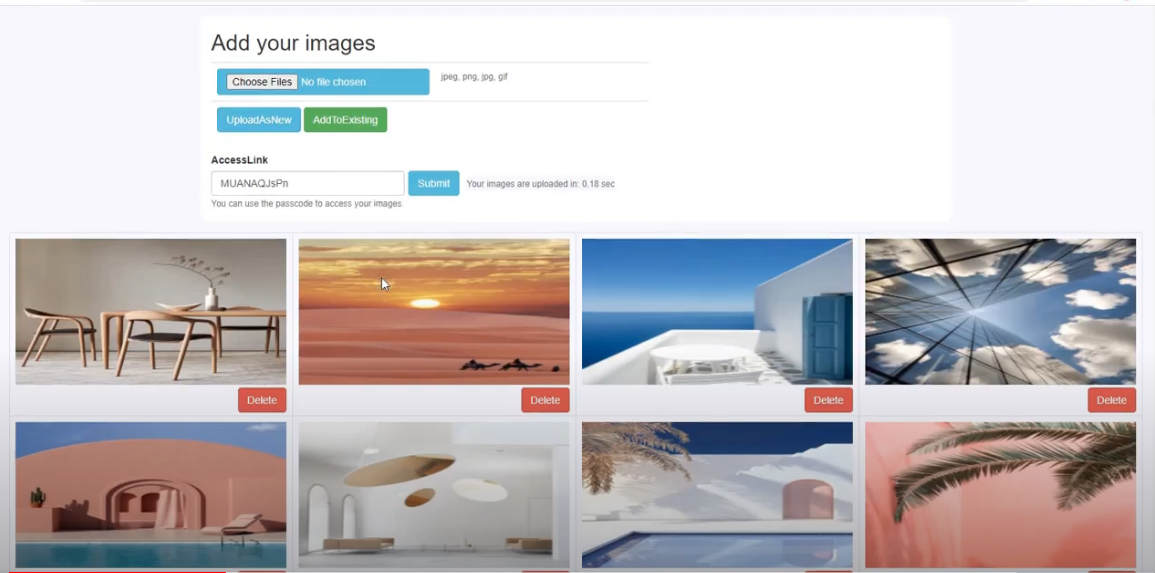 Add your images
Choose Files No file chosen jpeg, png, jpg, gif
UploadAsNew AddToExisting
AccessLink
MUANAQJsPn Submit Your images are uploaded in: 0.18 sec
You can use the passcode to access your images
Delete Delete Delete Delete